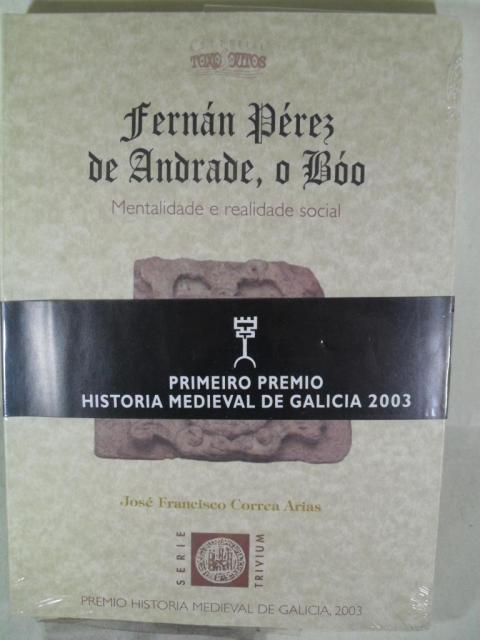 EDITORIAL
TOXOSOUTOS
Fernán Pérez
de Andrade, o Bóo
Mentalidade e realidade social
PRIMEIRO PREMIO
HISTORIA MEDIEVAL DE GALICIA 2003
José Francisco Correa Arias
SERIE
TRIVIUM
PREMIO HISTORIA MEDIEVAL DE GALICIA, 2003